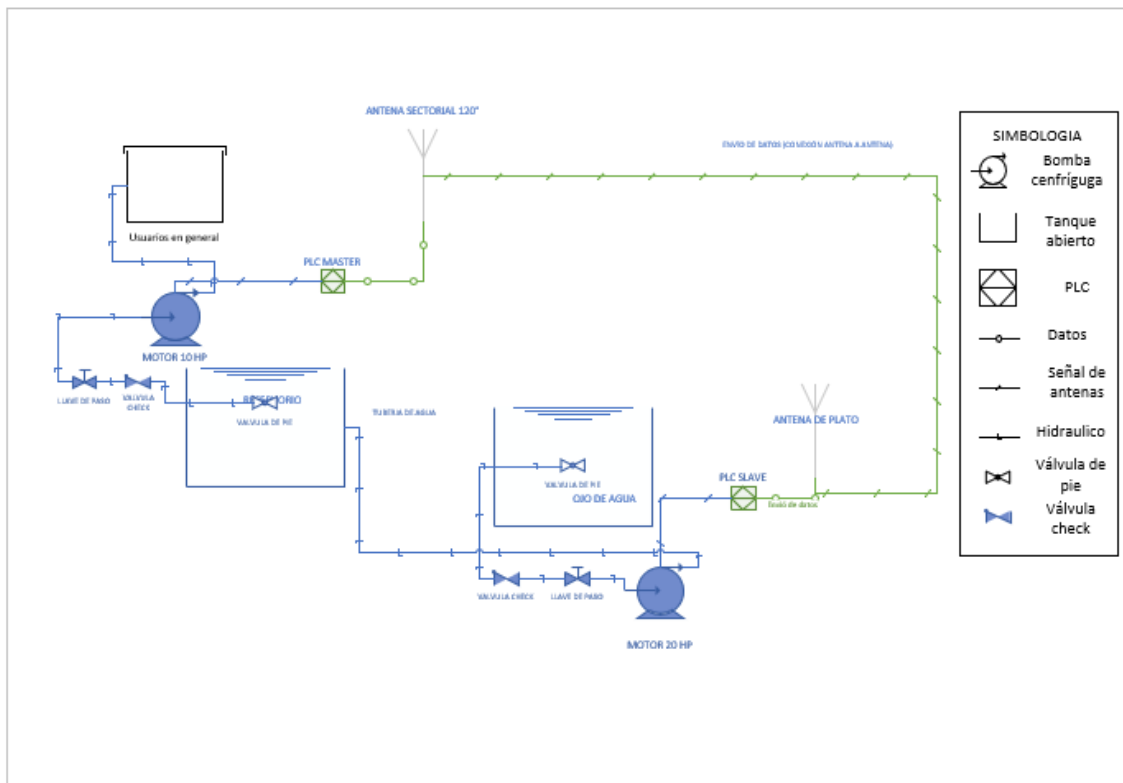 ANTENA SECTORIAL 120°
ENVIO DE DATOS (CONEXIÓN ANTENA A ANTENA)
Usuarios en general
PLC MASTER
MOTOR 10 HP
LLAVE DE PASO
VALVULA
CHECK
RESERVORIO
VALVULA DE PIE
TUBERIA DE AGUA
ANTENA DE PLATO
VALVULA DE PIE
OJO DE AGUA
PLC SLAVE
Envió de datos
VALVULA CHECK
LLAVE DE PASO
MOTOR 20 HP
SIMBOLOGIA
Bomba
cenfríguga
Tanque
abierto
PLC
Datos
Señal de
antenas
Hidraulico
Válvula de
pie
Válvula
check